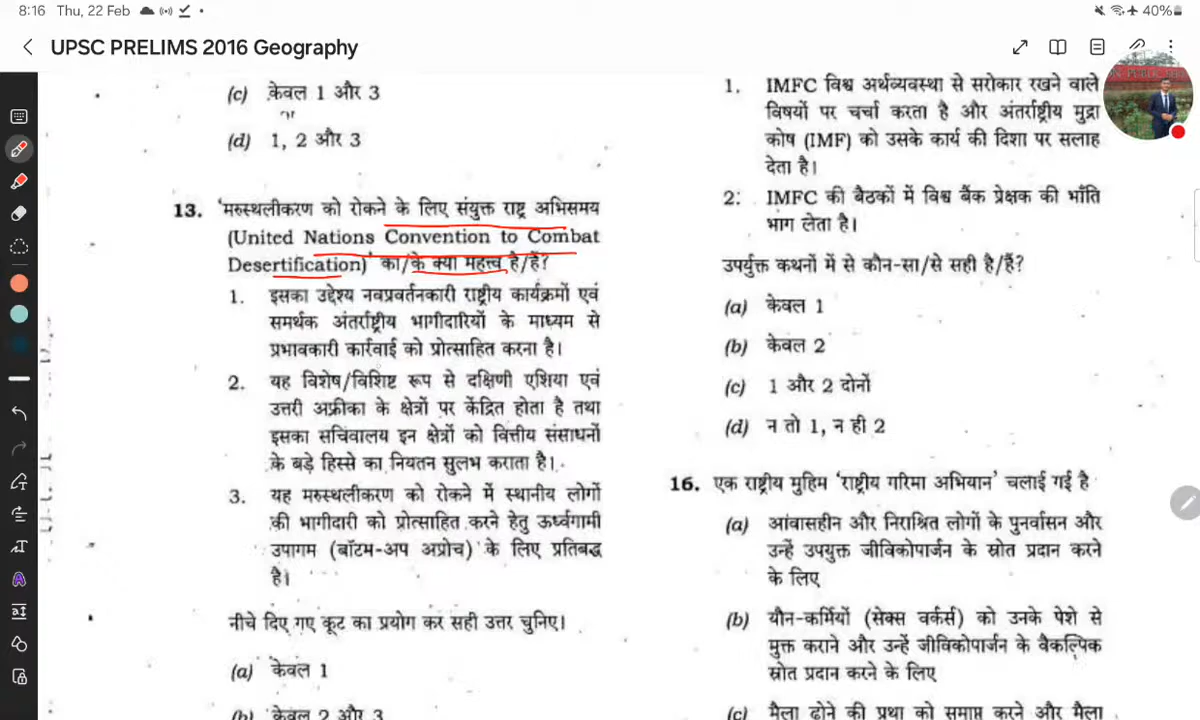 8:16 Thu, 22 Feb
40%
UPSC PRELIMS 2016 Geography
(c) केवल 1 और 3
(d) 1, 2 और 3
13. 'मरुस्थलीकरण को रोकने के लिए संयुक्त राष्ट्र अभिसमय
(United Nations Convention to Combat
Desertification)' का/के क्या महत्त्व है/हैं?
1. इसका उद्देश्य नवप्रवर्तनकारी राष्ट्रीय कार्यक्रमों एवं
समर्थक अंतर्राष्ट्रीय भागीदारियों के माध्यम से
प्रभावकारी कार्रवाई को प्रोत्साहित करना है।
2. यह विशेष/विशिष्ट रूप से दक्षिणी एशिया एवं
उत्तरी अफ्रीका के क्षेत्रों पर केंद्रित होता है तथा
इसका सचिवालय इन क्षेत्रों को वित्तीय संसाधनों
के बड़े हिस्से का नियतन सुलभ कराता है।
3. यह मरुस्थलीकरण को रोकने में स्थानीय लोगों
की भागीदारी को प्रोत्साहित करने हेतु ऊर्ध्वगामी
उपागम (बॉटम-अप अप्रोच) के लिए प्रतिबद्ध
है।
नीचे दिए गए कूट का प्रयोग कर सही उत्तर चुनिए।
(a) केवल 1
(b) केवल 2 और 3
1. IMFC विश्व अर्थव्यवस्था से सरोकार रखने वाले
विषयों पर चर्चा करता है और अंतर्राष्ट्रीय मुद्रा
कोष (IMF) को उसके कार्य की दिशा पर सलाह
देता है।
2. IMFC की बैठकों में विश्व बैंक प्रेक्षक की भाँति
भाग लेता है।
उपर्युक्त कथनों में से कौन-सा/से सही है/हैं?
(a) केवल 1
(b) केवल 2
(c) 1 और 2 दोनों
(d) न तो 1, न ही 2
16. एक राष्ट्रीय मुहिम 'राष्ट्रीय गरिमा अभियान' चलाई गई है
(a) आवासहीन और निराश्रित लोगों के पुनर्वासन और
उन्हें उपयुक्त जीविकोपार्जन के स्रोत प्रदान करने
के लिए
(b) यौन-कर्मियों (सेक्स वर्कर्स) को उनके पेशे से
मुक्त कराने और उन्हें जीविकोपार्जन के वैकल्पिक
स्रोत प्रदान करने के लिए
(c) मैला ढोने की प्रथा को समाप्त करने और मैला